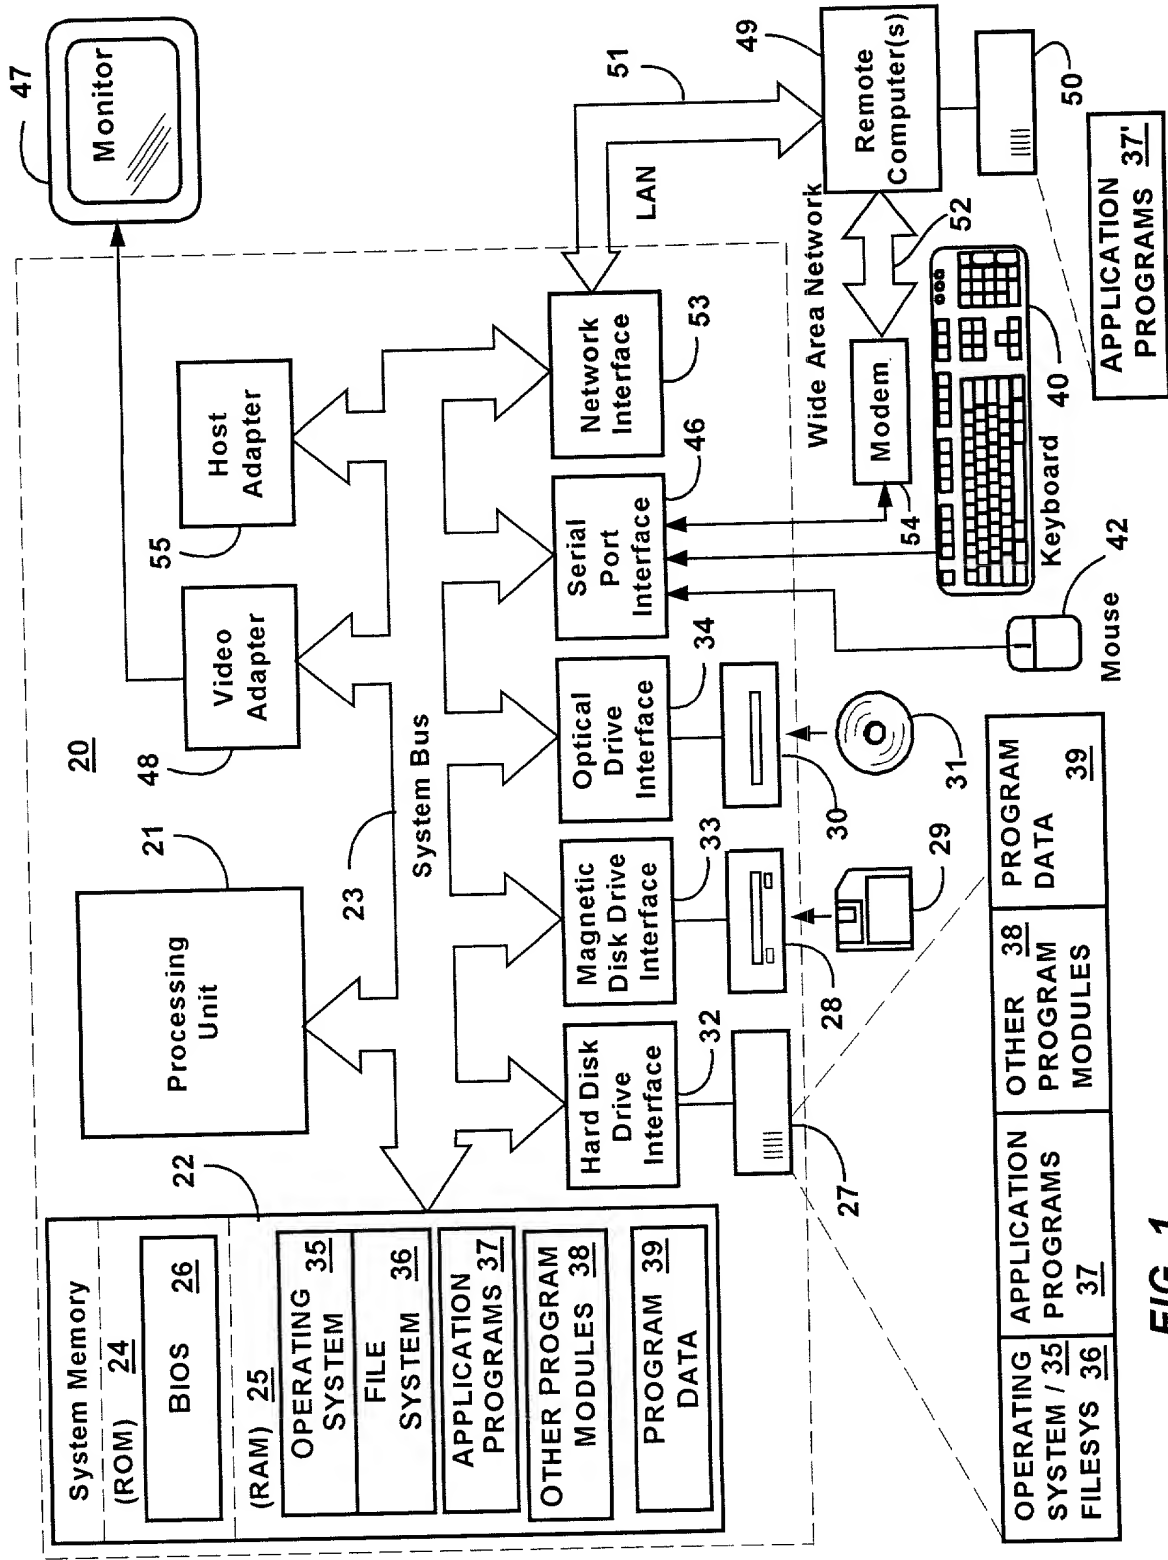 System Memory
(ROM) 24
BIOS 26
22
(RAM) 25
OPERATING
SYSTEM 35
FILE
SYSTEM 36
APPLICATION
PROGRAMS 37
OTHER PROGRAM
MODULES 38
PROGRAM 39
DATA
Processing
Unit
21
20
Video
Adapter
48
Host
Adapter
55
Monitor
47
23
System Bus
Hard Disk
Drive
Interface
32
Magnetic
Disk Drive
Interface
33
Optical
Drive
Interface
34
Serial
Port
Interface
46
Network
Interface
53
LAN
51
27
28
30
29
31
Mouse
42
Keyboard
40
Modem
54
Wide Area Network
52
Remote
Computer(s)
49
50
APPLICATION
PROGRAMS 37'
OPERATING
SYSTEM / 35
FILESYS 36
APPLICATION
PROGRAMS
37
OTHER 38
PROGRAM
MODULES
PROGRAM
DATA
39
FIG. 1